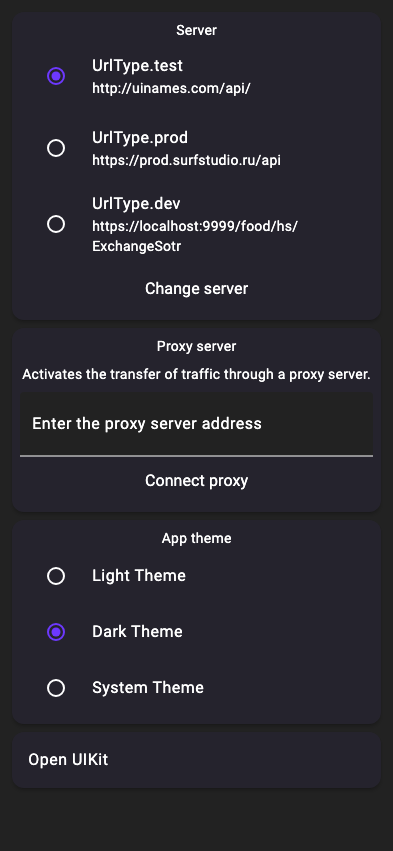 Server
UrlType.test
http://uinames.com/api/
UrlType.prod
https://prod.surfstudio.ru/api
UrlType.dev
https://localhost:9999/food/hs/
ExchangeSotr
Change server
Proxy server
Activates the transfer of traffic through a proxy server.
Enter the proxy server address
Connect proxy
App theme
Light Theme
Dark Theme
System Theme
Open UIKit